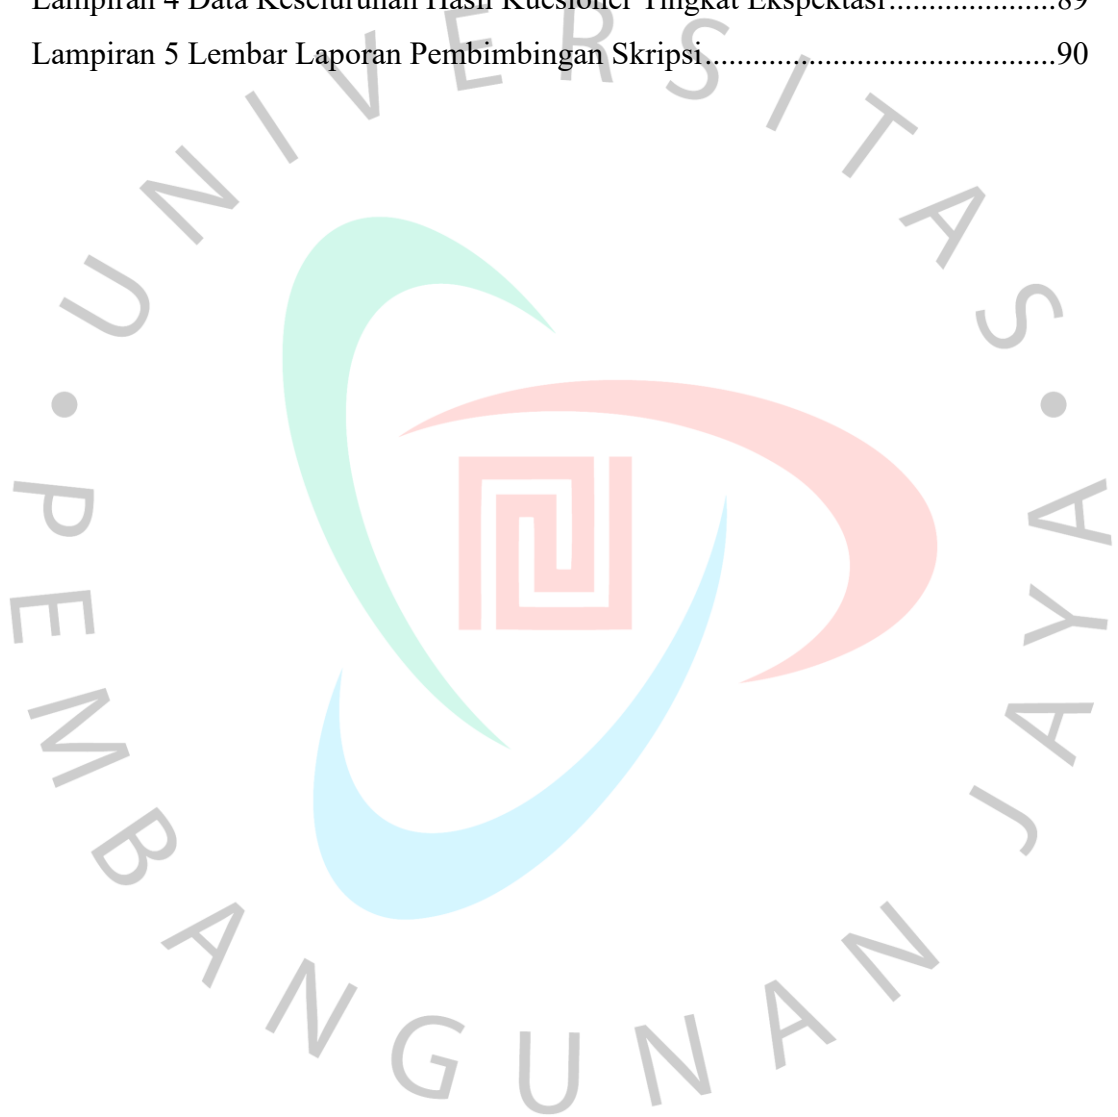 Lampiran 4 Data Keseluruhan Hasil Kuesioner Tingkat Ekspektasi.....................89
Lampiran 5 Lembar Laporan Pembimbingan Skripsi............................................90
UNIVERSITAS
• PEMBANGUNAN JAYA •